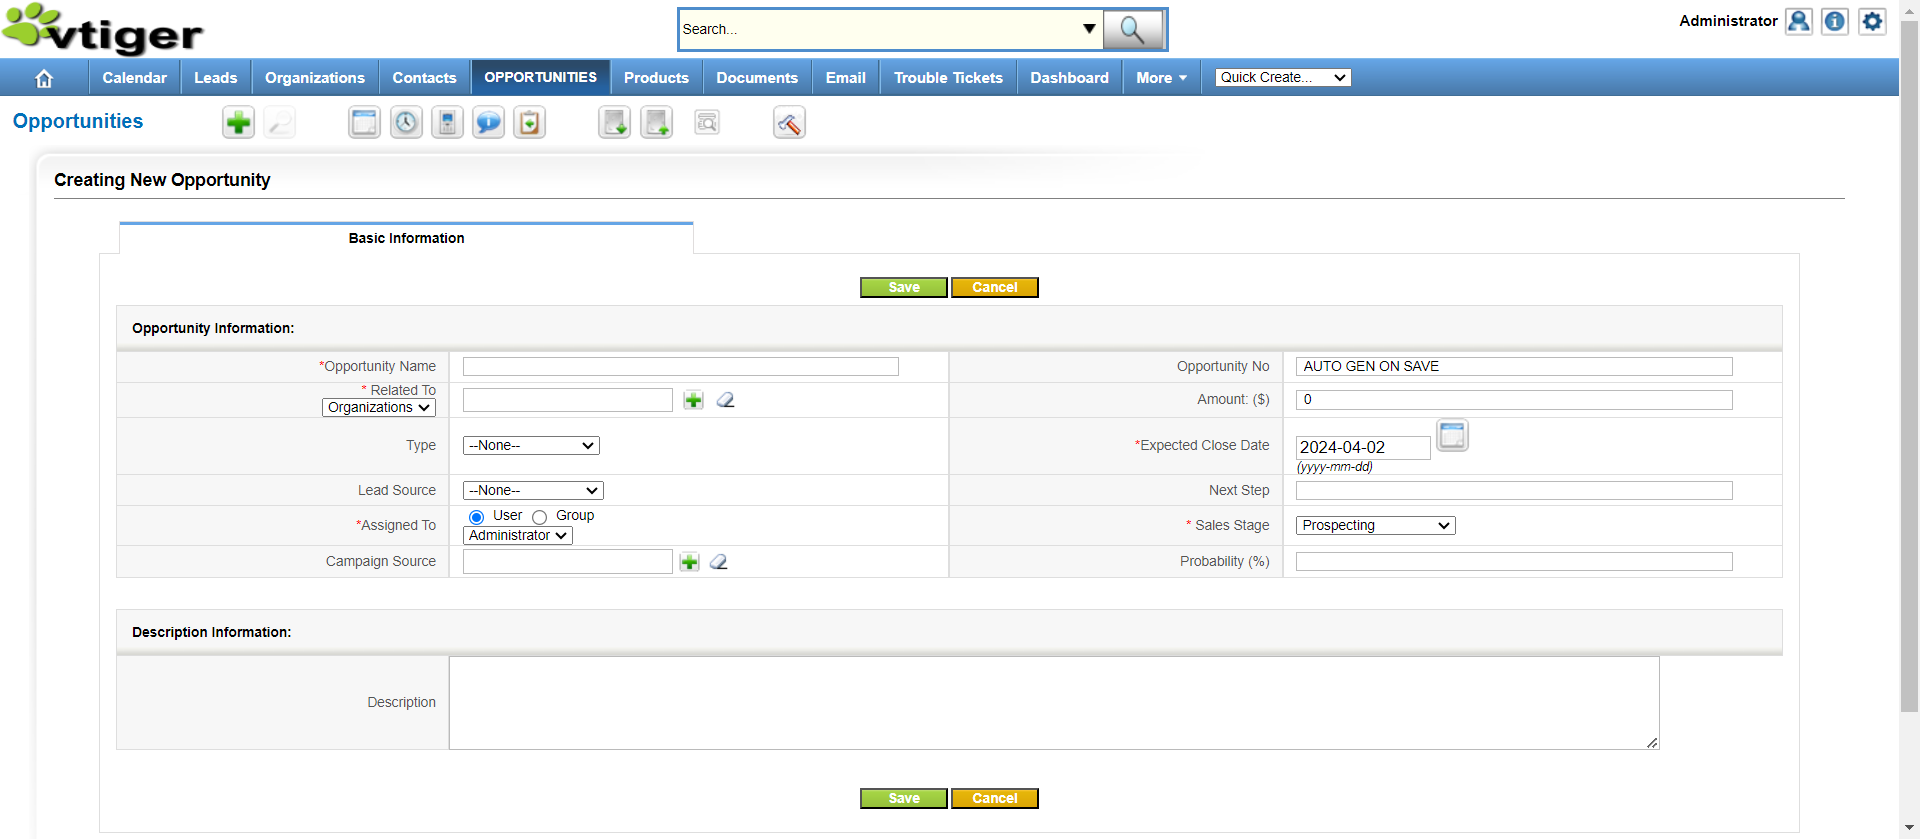 vtiger
Search...
Administrator
Calendar Leads Organizations Contacts OPPORTUNITIES Products Documents Email Trouble Tickets Dashboard More Quick Create...
Opportunities
Creating New Opportunity
Basic Information
Save Cancel
Opportunity Information:
*Opportunity Name Opportunity No AUTO GEN ON SAVE
* Related To
Organizations Amount: ($) 0
Type --None-- *Expected Close Date 2024-04-02
(yyyy-mm-dd)
Lead Source --None-- Next Step
*Assigned To User Group
Administrator * Sales Stage Prospecting
Campaign Source Probability (%)
Description Information:
Description
Save Cancel